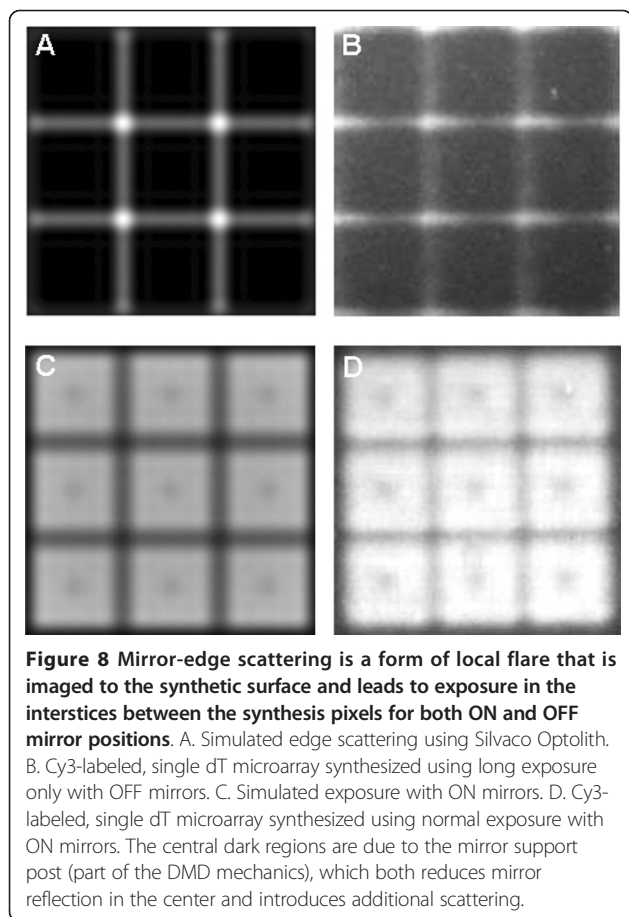 A
B
C
D
Figure 8 Mirror-edge scattering is a form of local flare that is
imaged to the synthetic surface and leads to exposure in the
interstices between the synthesis pixels for both ON and OFF
mirror positions. A. Simulated edge scattering using Silvaco Optolith.
B. Cy3-labeled, single dT microarray synthesized using long exposure
only with OFF mirrors. C. Simulated exposure with ON mirrors. D. Cy3-
labeled, single dT microarray synthesized using normal exposure with
ON mirrors. The central dark regions are due to the mirror support
post (part of the DMD mechanics), which both reduces mirror
reflection in the center and introduces additional scattering.